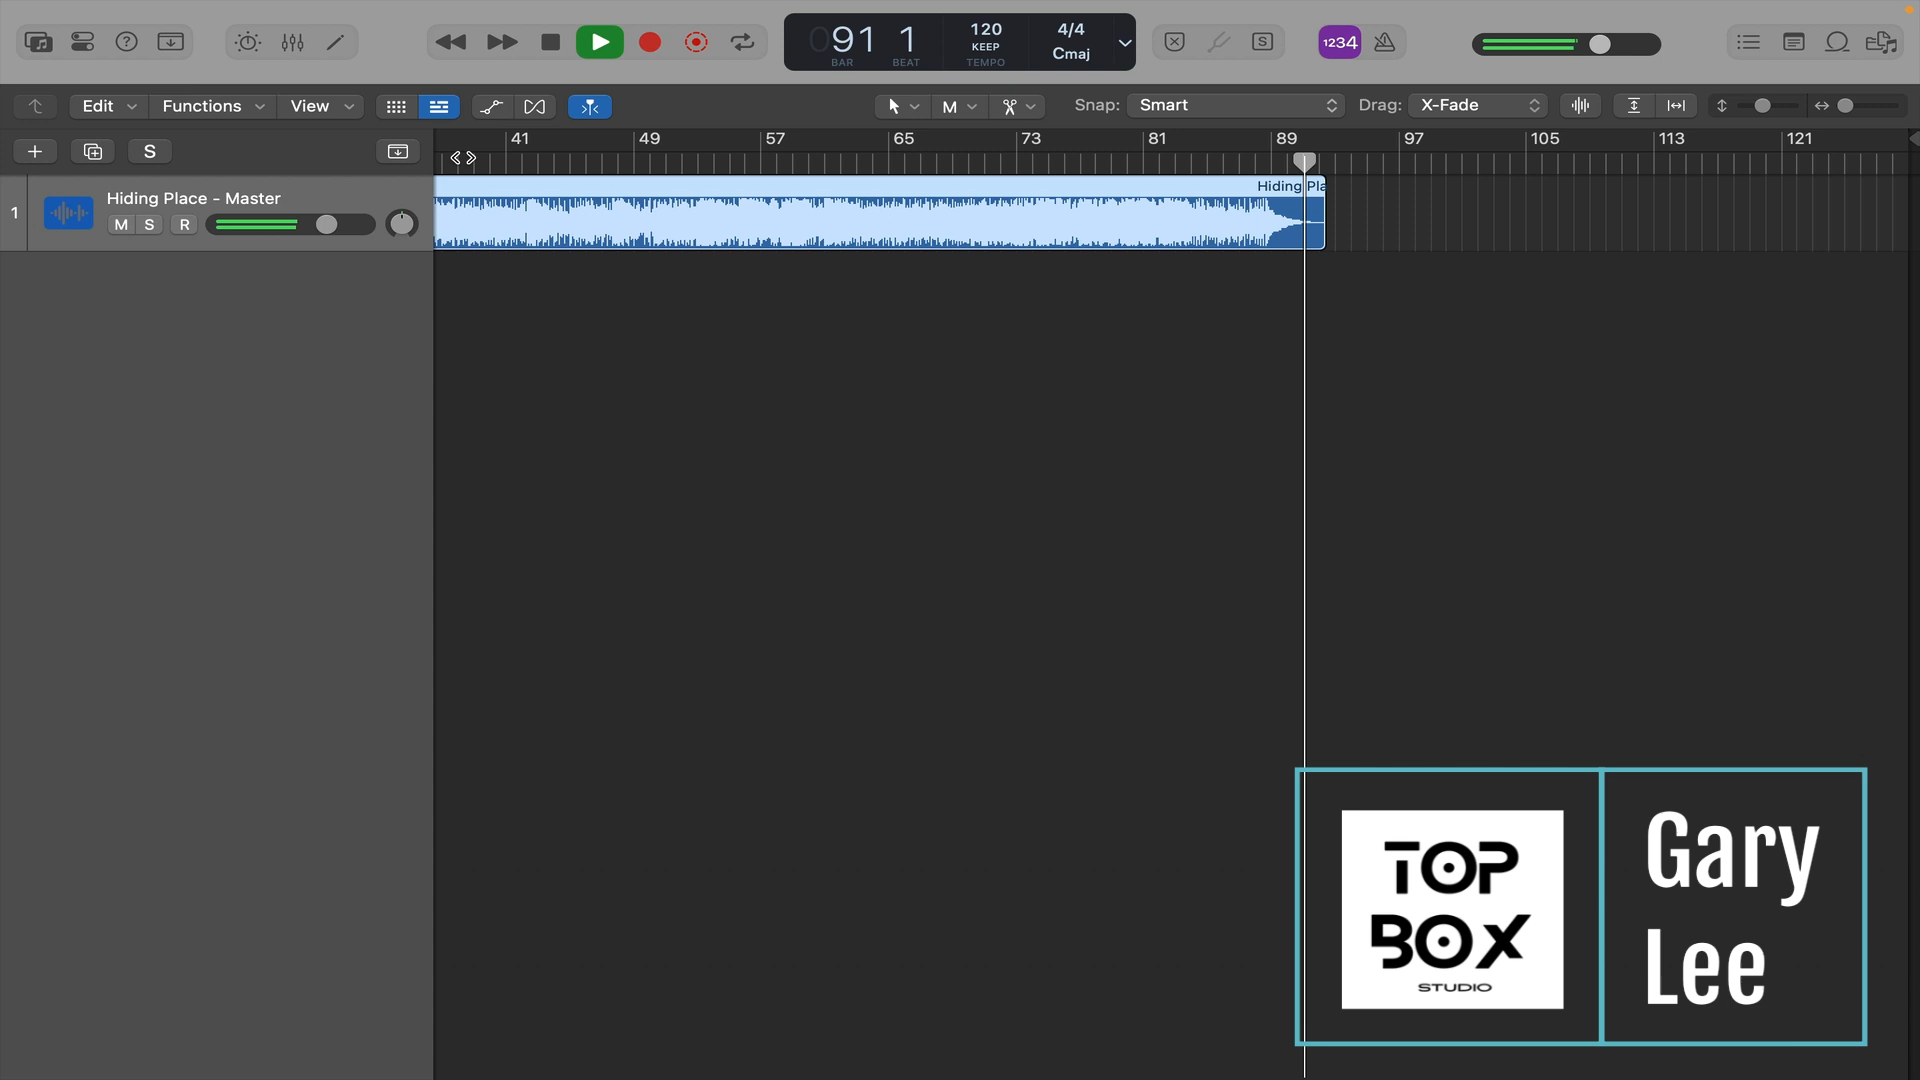 091 1 120 4/4
KEEP Cmaj
BAR BEAT TEMPO
1234
S
Edit Functions View
M
Snap: Smart Drag: X-Fade
S
41 49 57 65 73 81 89 97 105 113 121
1
Hiding Place - Master
M S R
Hiding Pla
TOP
BOX
STUDIO
Gary
Lee